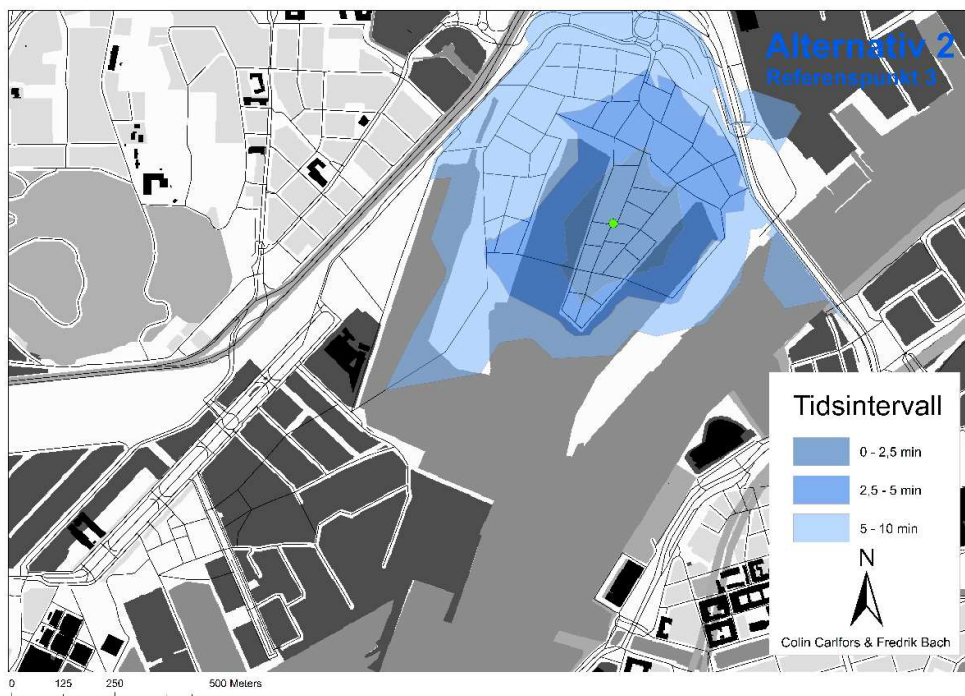 Alternativ 2
Referenspunkt 3
Tidsintervall
0 - 2,5 min
2,5 - 5 min
5 - 10 min
N
Colin Carlfors & Fredrik Bach
0 125 250 500 Meters